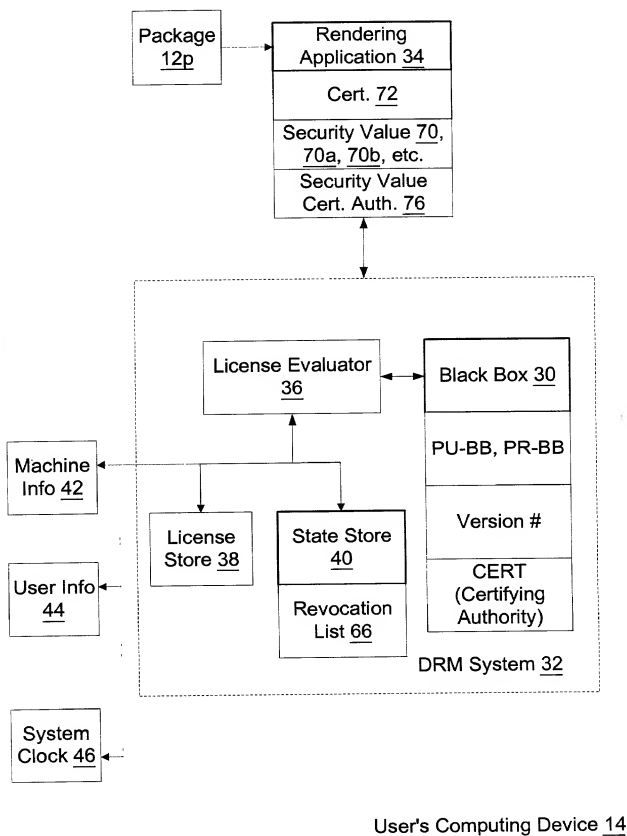 Package
12p
Rendering
Application 34
Cert. 72
Security Value 70,
70a, 70b, etc.
Security Value
Cert. Auth. 76
License Evaluator
36
Black Box 30
PU-BB, PR-BB
Version #
CERT
(Certifying
Authority)
Machine
Info 42
License
Store 38
State Store
40
Revocation
List 66
User Info
44
DRM System 32
System
Clock 46
User's Computing Device 14